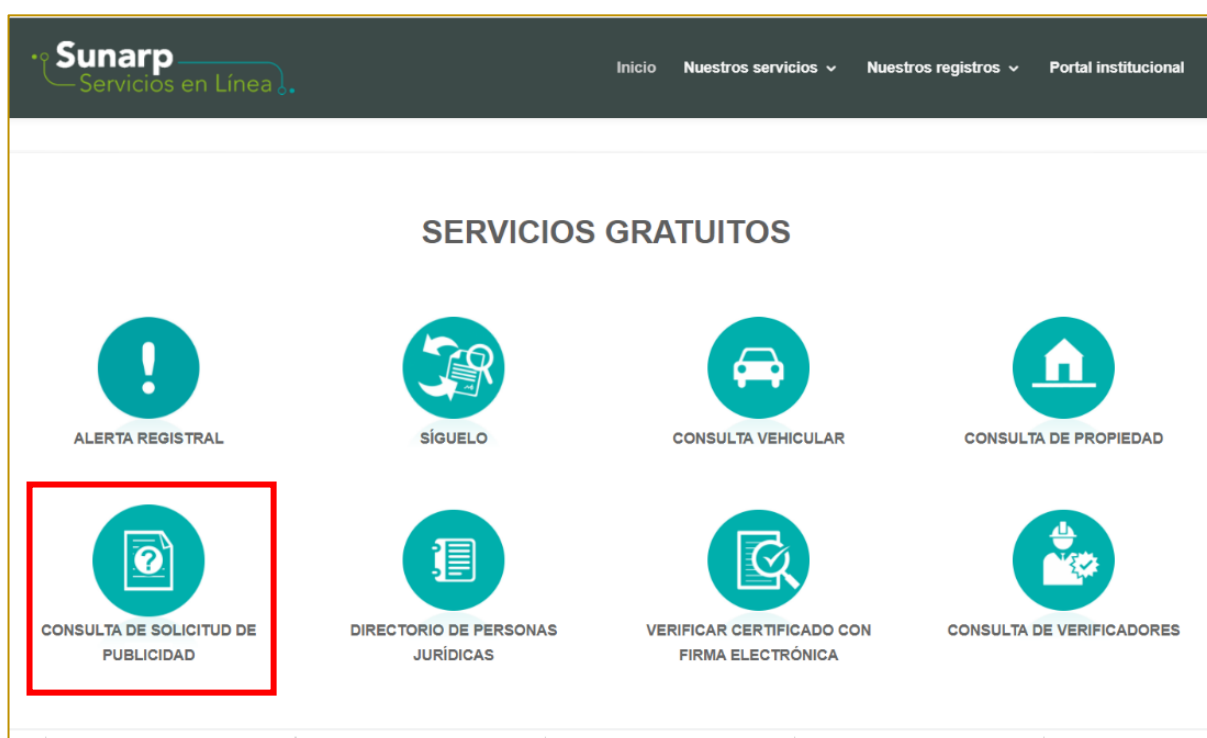 Sunarp
Servicios en Línea
Inicio Nuestros servicios Nuestros registros Portal institucional
SERVICIOS GRATUITOS
ALERTA REGISTRAL
SÍGUELO
CONSULTA VEHICULAR
CONSULTA DE PROPIEDAD
CONSULTA DE SOLICITUD DE
PUBLICIDAD
DIRECTORIO DE PERSONAS
JURÍDICAS
VERIFICAR CERTIFICADO CON
FIRMA ELECTRÓNICA
CONSULTA DE VERIFICADORES